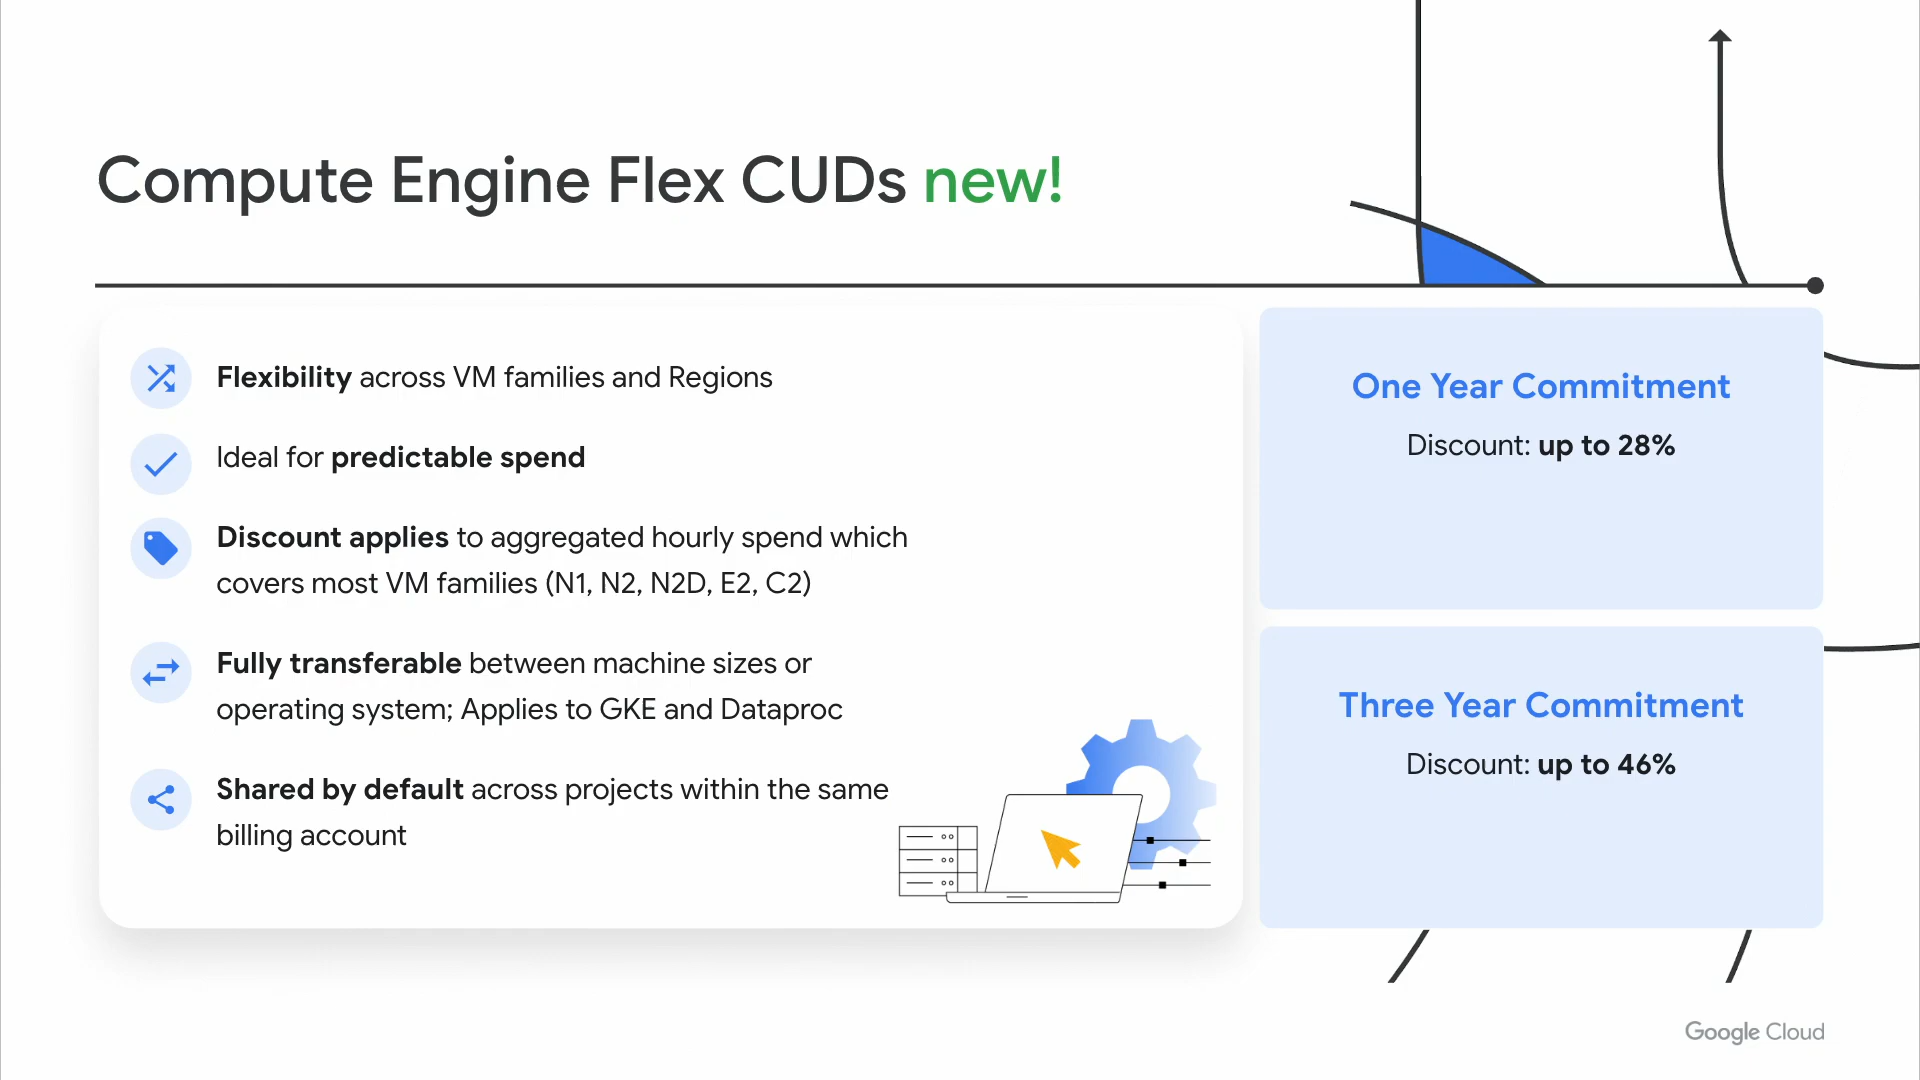 Compute Engine Flex CUDs new!
Flexibility across VM families and Regions
Ideal for predictable spend
Discount applies to aggregated hourly spend which
covers most VM families (N1, N2, N2D, E2, C2)
Fully transferable between machine sizes or
operating system; Applies to GKE and Dataproc
Shared by default across projects within the same
billing account
One Year Commitment
Discount: up to 28%
Three Year Commitment
Discount: up to 46%
Google Cloud